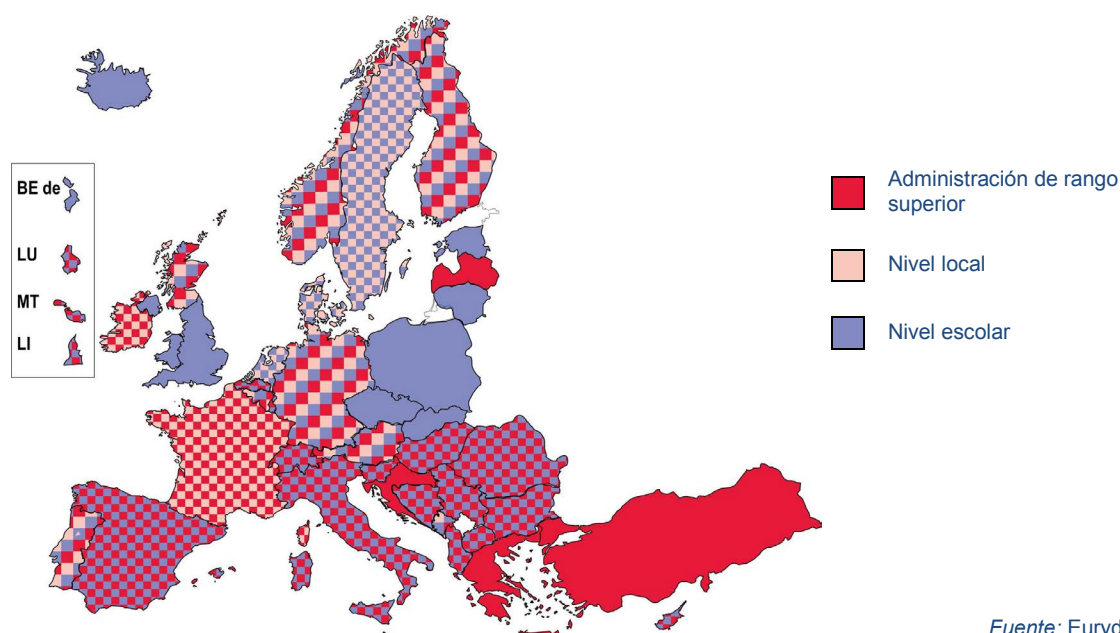 BE de
LU
MT
LI
Administración de rango
superior
Nivel local
Nivel escolar
Fuente: Euryd